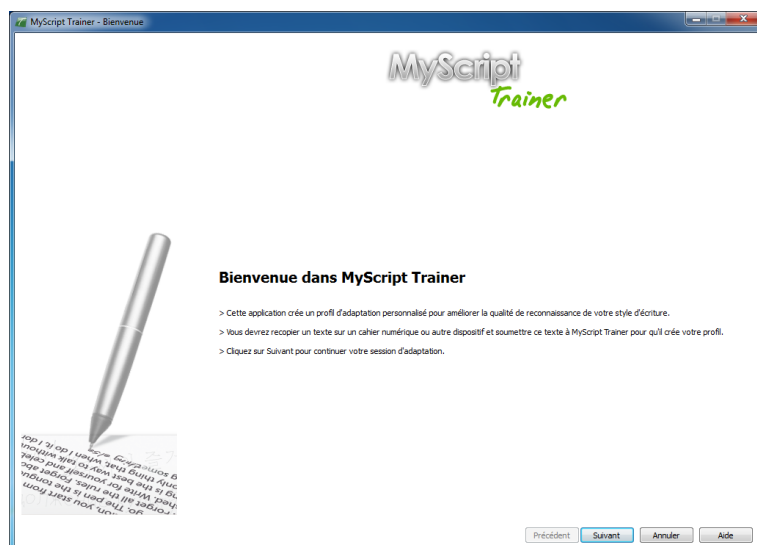 MyScript Trainer - Bienvenue
MyScript
Trainer
Bienvenue dans MyScript Trainer
> Cette application crée un profil d'adaptation personnalisé pour améliorer la qualité de reconnaissance de votre style d'écriture.
> Vous devrez recopier un texte sur un cahier numérique ou autre dispositif et soumettre ce texte à MyScript Trainer pour qu'il crée votre profil.
> Cliquez sur Suivant pour continuer votre session d'adaptation.
Précédent Suivant Annuler Aide